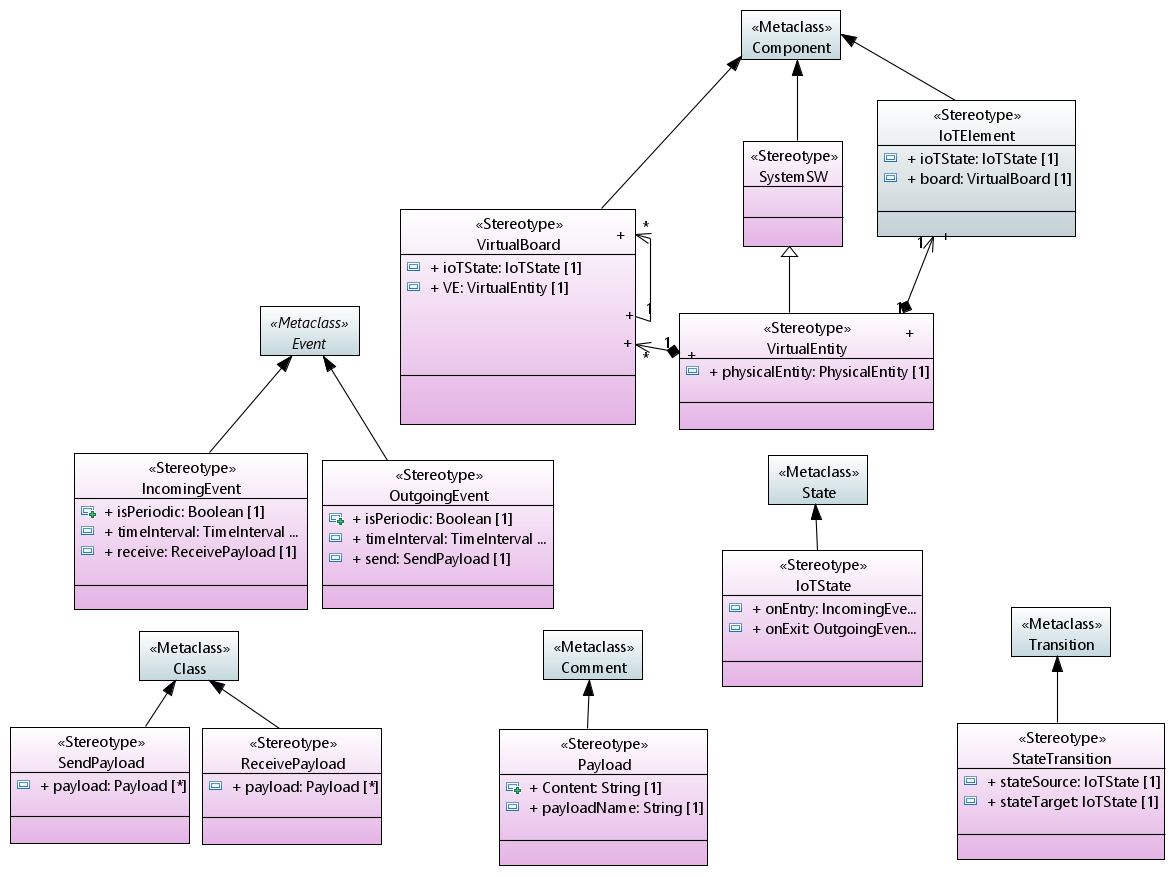 «Metaclass»
Component
«Stereotype»
IoTElement
+ ioTState: IoTState [1]
+ board: VirtualBoard [1]
«Stereotype»
SystemSW
«Stereotype»
VirtualBoard
+ ioTState: IoTState [1]
+ VE: VirtualEntity [1]
+
*
+
1
+
*
1
+
1
+
1
+
«Stereotype»
VirtualEntity
+ physicalEntity: PhysicalEntity [1]
«Metaclass»
Event
«Stereotype»
IncomingEvent
+ isPeriodic: Boolean [1]
+ timeInterval: TimeInterval ...
+ receive: ReceivePayload [1]
«Stereotype»
OutgoingEvent
+ isPeriodic: Boolean [1]
+ timeInterval: TimeInterval ...
+ send: SendPayload [1]
«Metaclass»
State
«Stereotype»
IoTState
+ onEntry: IncomingEve...
+ onExit: OutgoingEven...
«Metaclass»
Class
«Stereotype»
SendPayload
+ payload: Payload [*]
«Stereotype»
ReceivePayload
+ payload: Payload [*]
«Metaclass»
Comment
«Stereotype»
Payload
+ Content: String [1]
+ payloadName: String [1]
«Metaclass»
Transition
«Stereotype»
StateTransition
+ stateSource: IoTState [1]
+ stateTarget: IoTState [1]